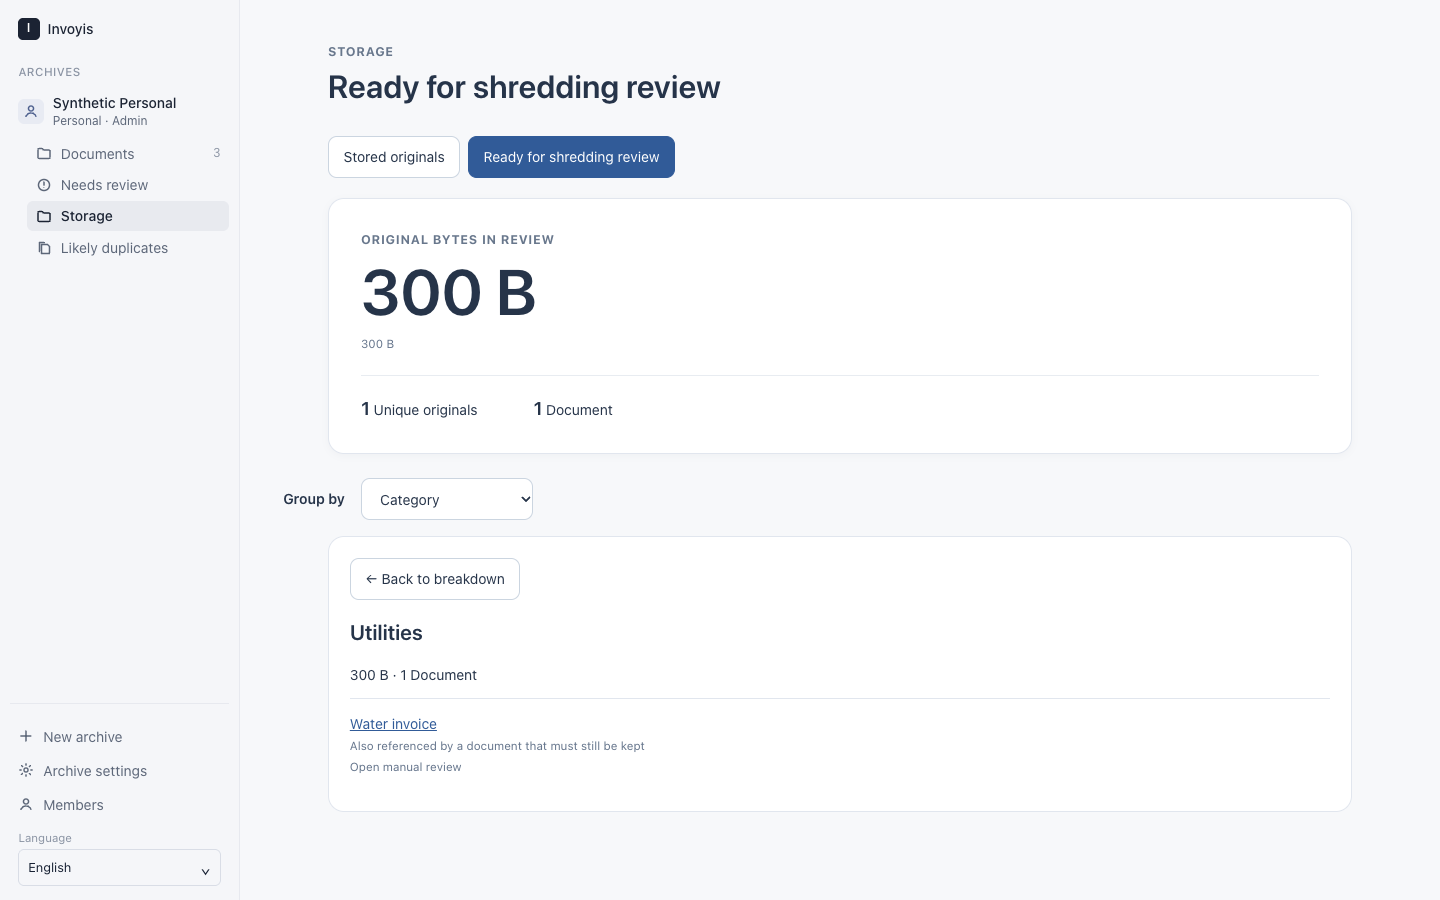 I Invoyis
ARCHIVES
Synthetic Personal
Personal · Admin
Documents 3
Needs review
Storage
Likely duplicates
New archive
Archive settings
Members
Language
English
STORAGE
Ready for shredding review
Stored originals Ready for shredding review
ORIGINAL BYTES IN REVIEW
300 B
300 B
1 Unique originals 1 Document
Group by Category
← Back to breakdown
Utilities
300 B · 1 Document
Water invoice
Also referenced by a document that must still be kept
Open manual review